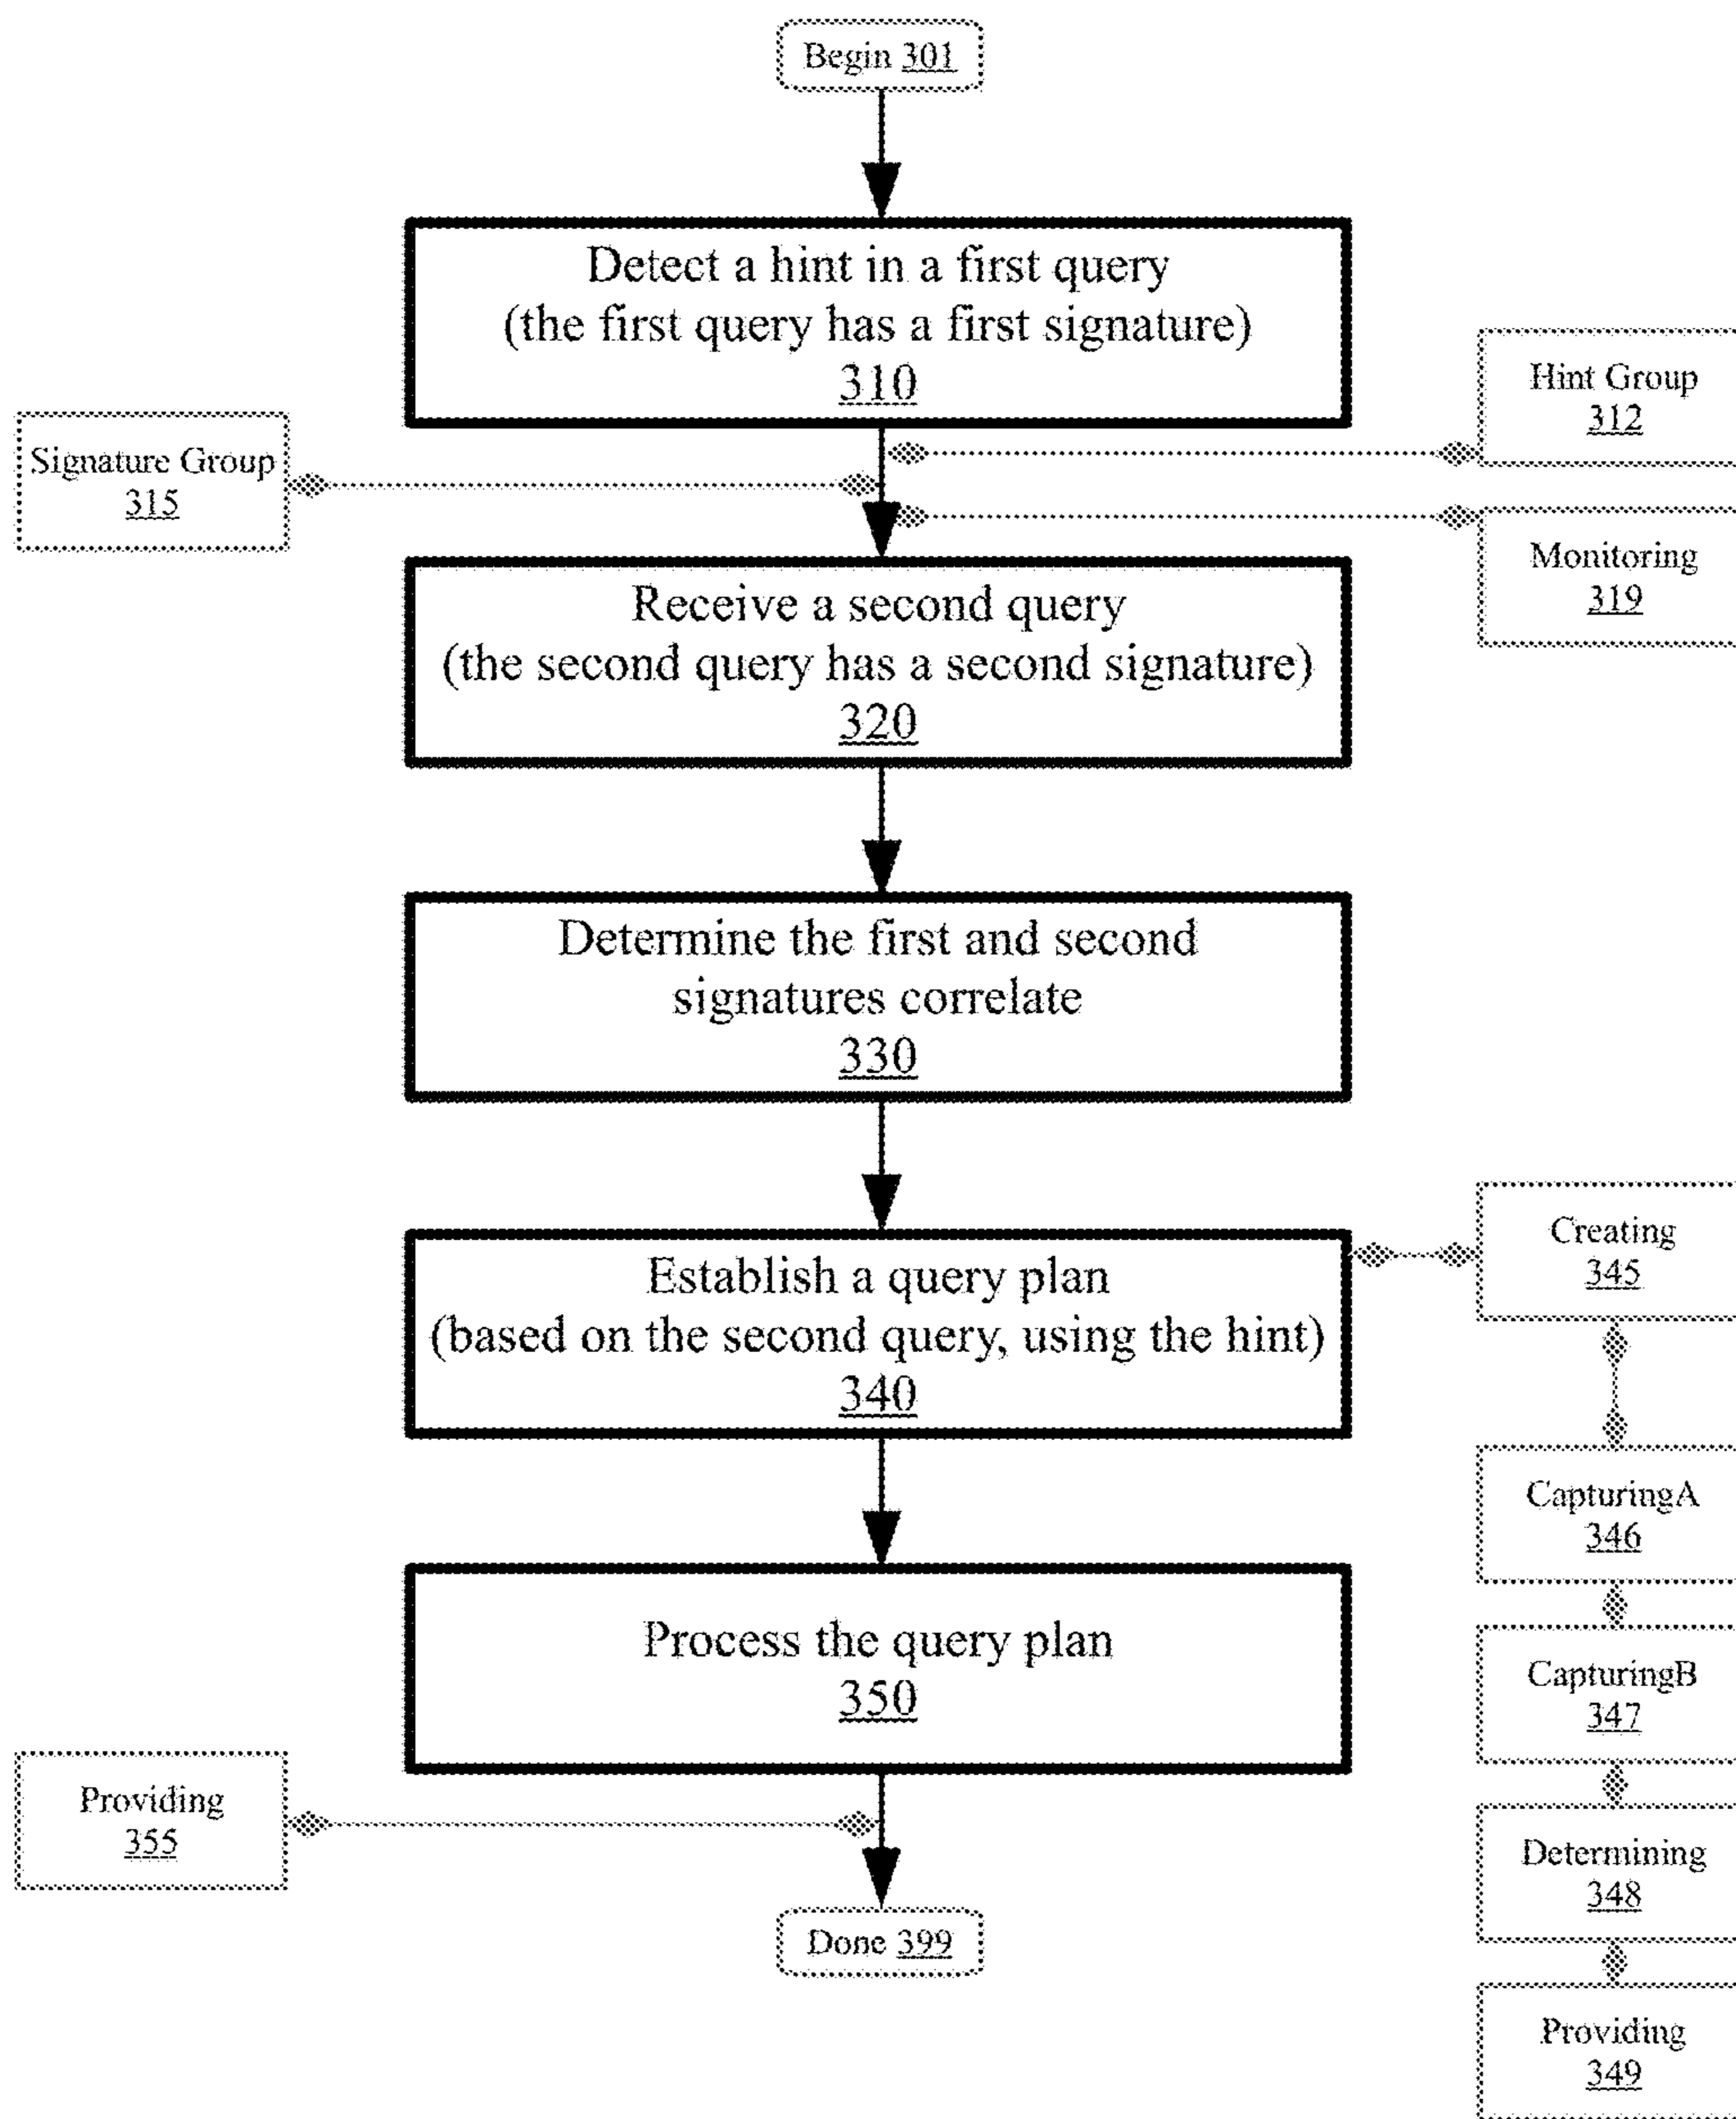 Begin 301
Detect a hint in a first query
(the first query has a first signature)
310
Hint Group
312
Signature Group
315
Monitoring
319
Receive a second query
(the second query has a second signature)
320
Determine the first and second
signatures correlate
330
Creating
345
Establish a query plan
(based on the second query, using the hint)
340
CapturingA
346
Process the query plan
350
CapturingB
347
Providing
355
Determining
348
Done 399
Providing
349